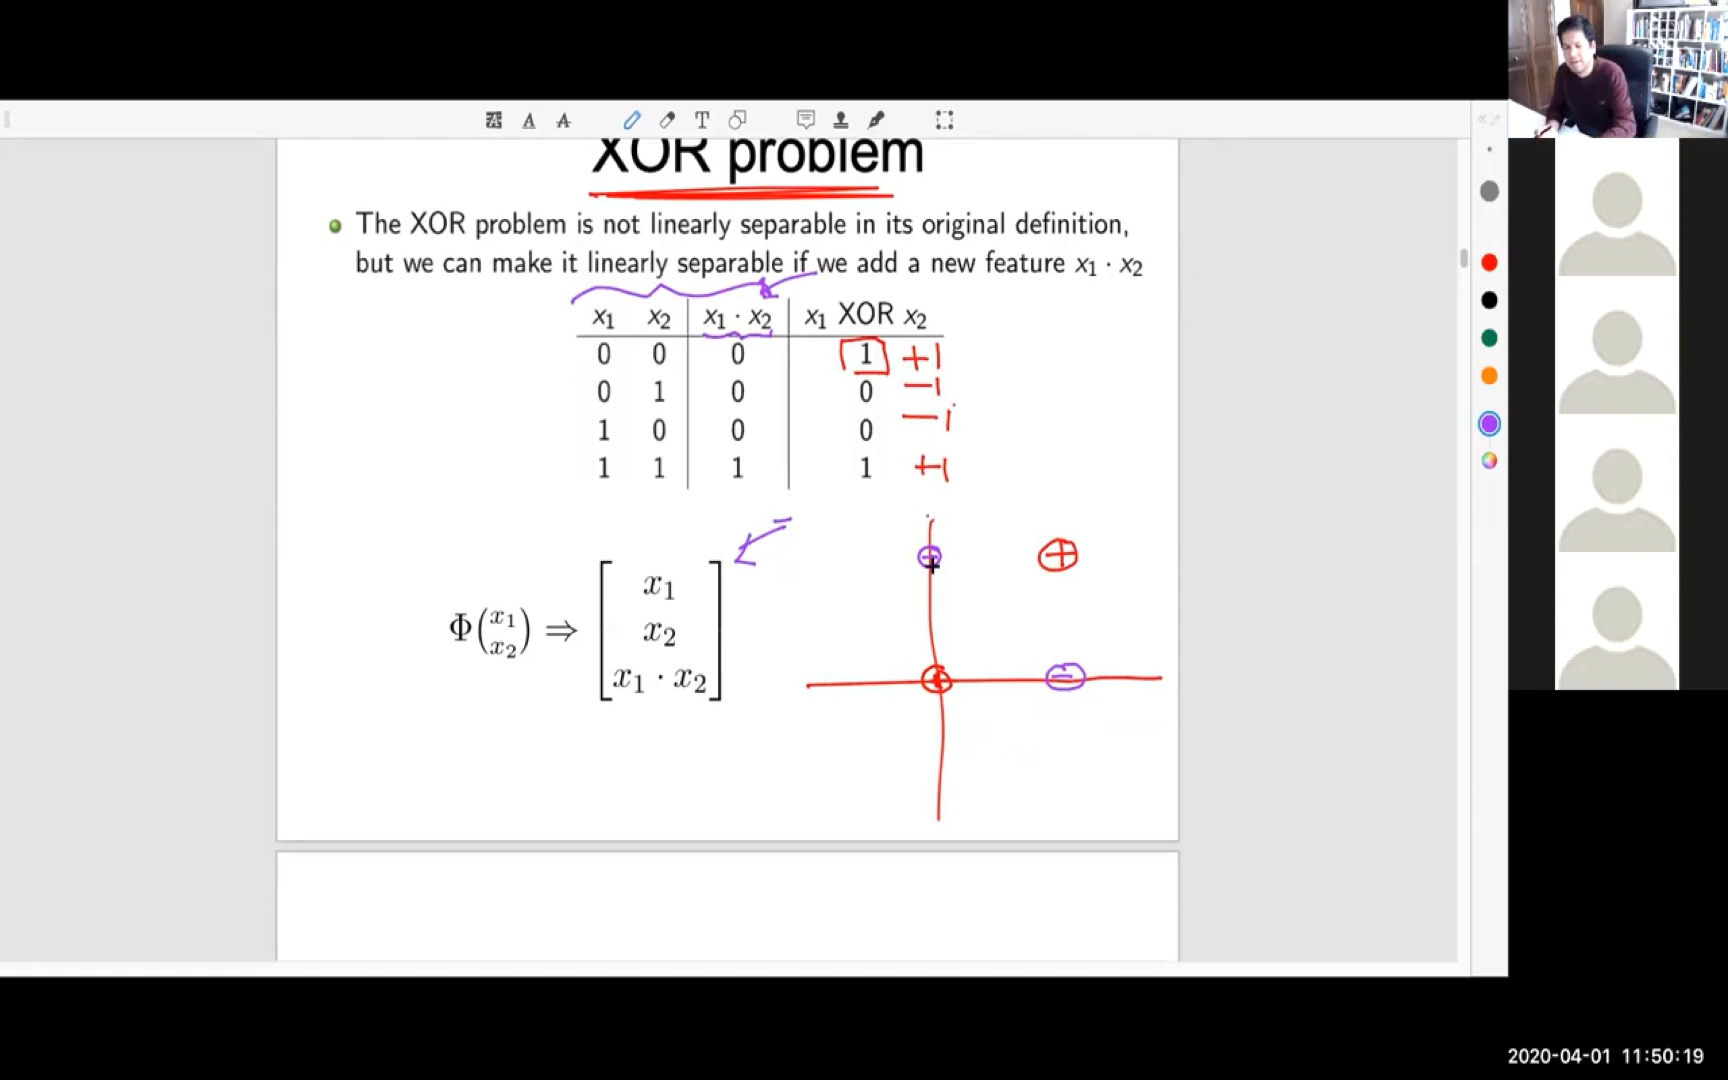 XOR problem
The XOR problem is not linearly separable in its original definition,
but we can make it linearly separable if we add a new feature x₁ · x₂
x₁ x₂ x₁ · x₂ x₁ XOR x₂
0 0 0 1 +1
0 1 0 0 −1
1 0 0 0 −1
1 1 1 1 +1
Φ(x₁ x₂) ⇒ [x₁ x₂ x₁ · x₂]
2020-04-01 11:50:19